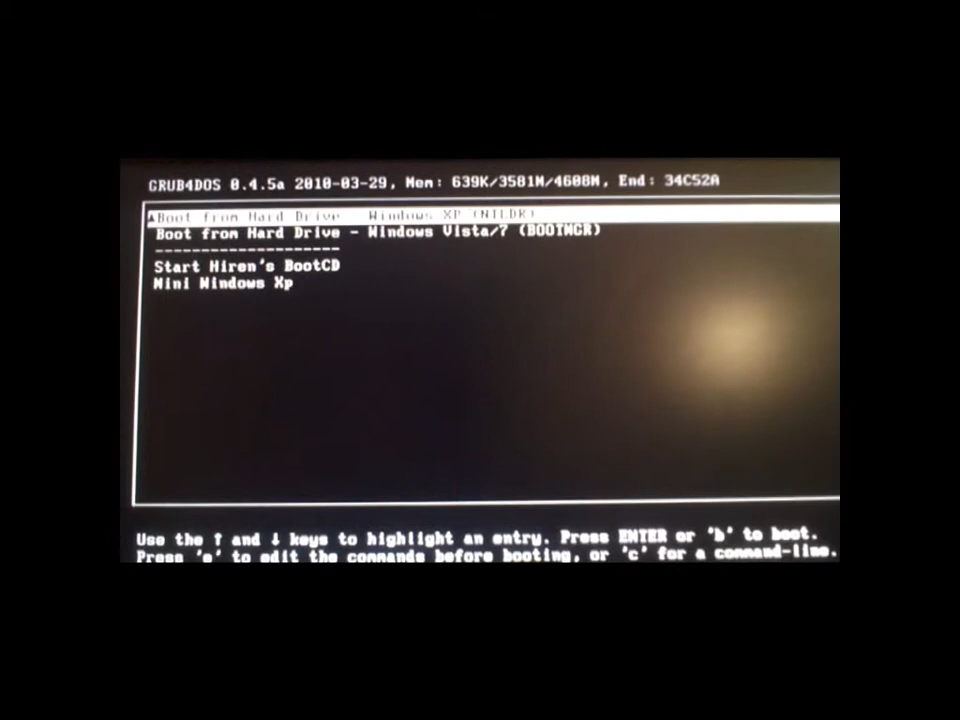 GRUB4DOS 0.4.5a 2010-03-29, Mem: 639K/3581M/4608M, End: 34C52A
Boot from Hard Drive - Windows XP (NTLDR)
Boot from Hard Drive - Windows Vista/7 (BOOTMGR)
--------------------
Start Hiren's BootCD
Mini Windows Xp
Use the ↑ and ↓ keys to highlight an entry. Press ENTER or 'b' to boot.
Press 'e' to edit the commands before booting, or 'c' for a command-line.